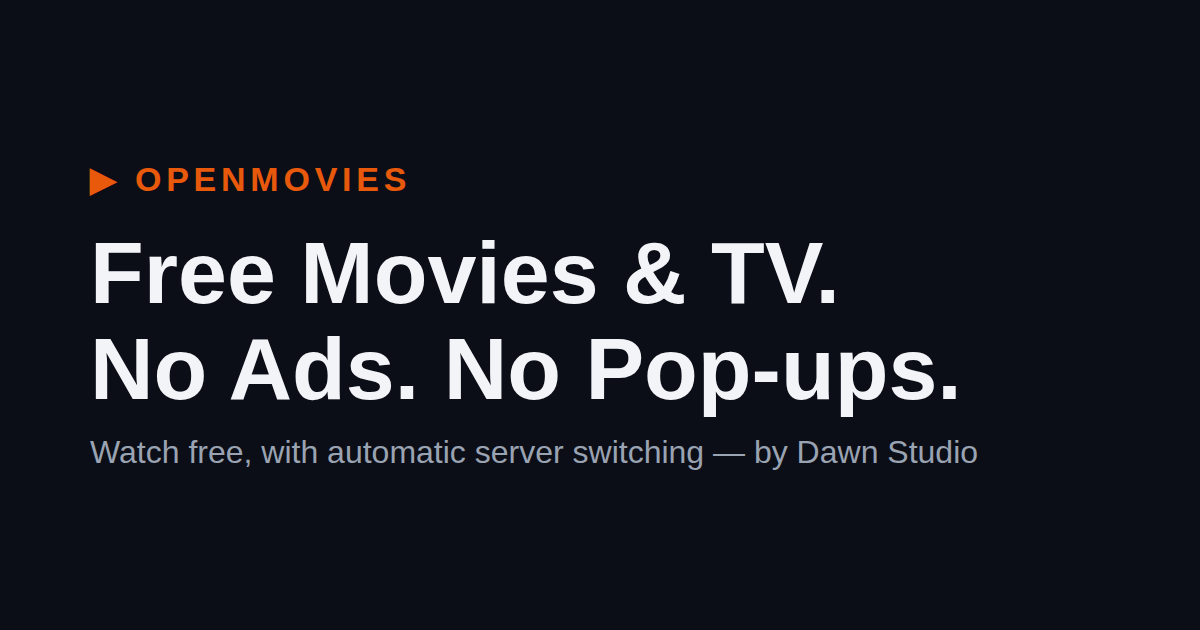 ▶ OPENMOVIES
Free Movies & TV.
No Ads. No Pop-ups.
Watch free, with automatic server switching — by Dawn Studio